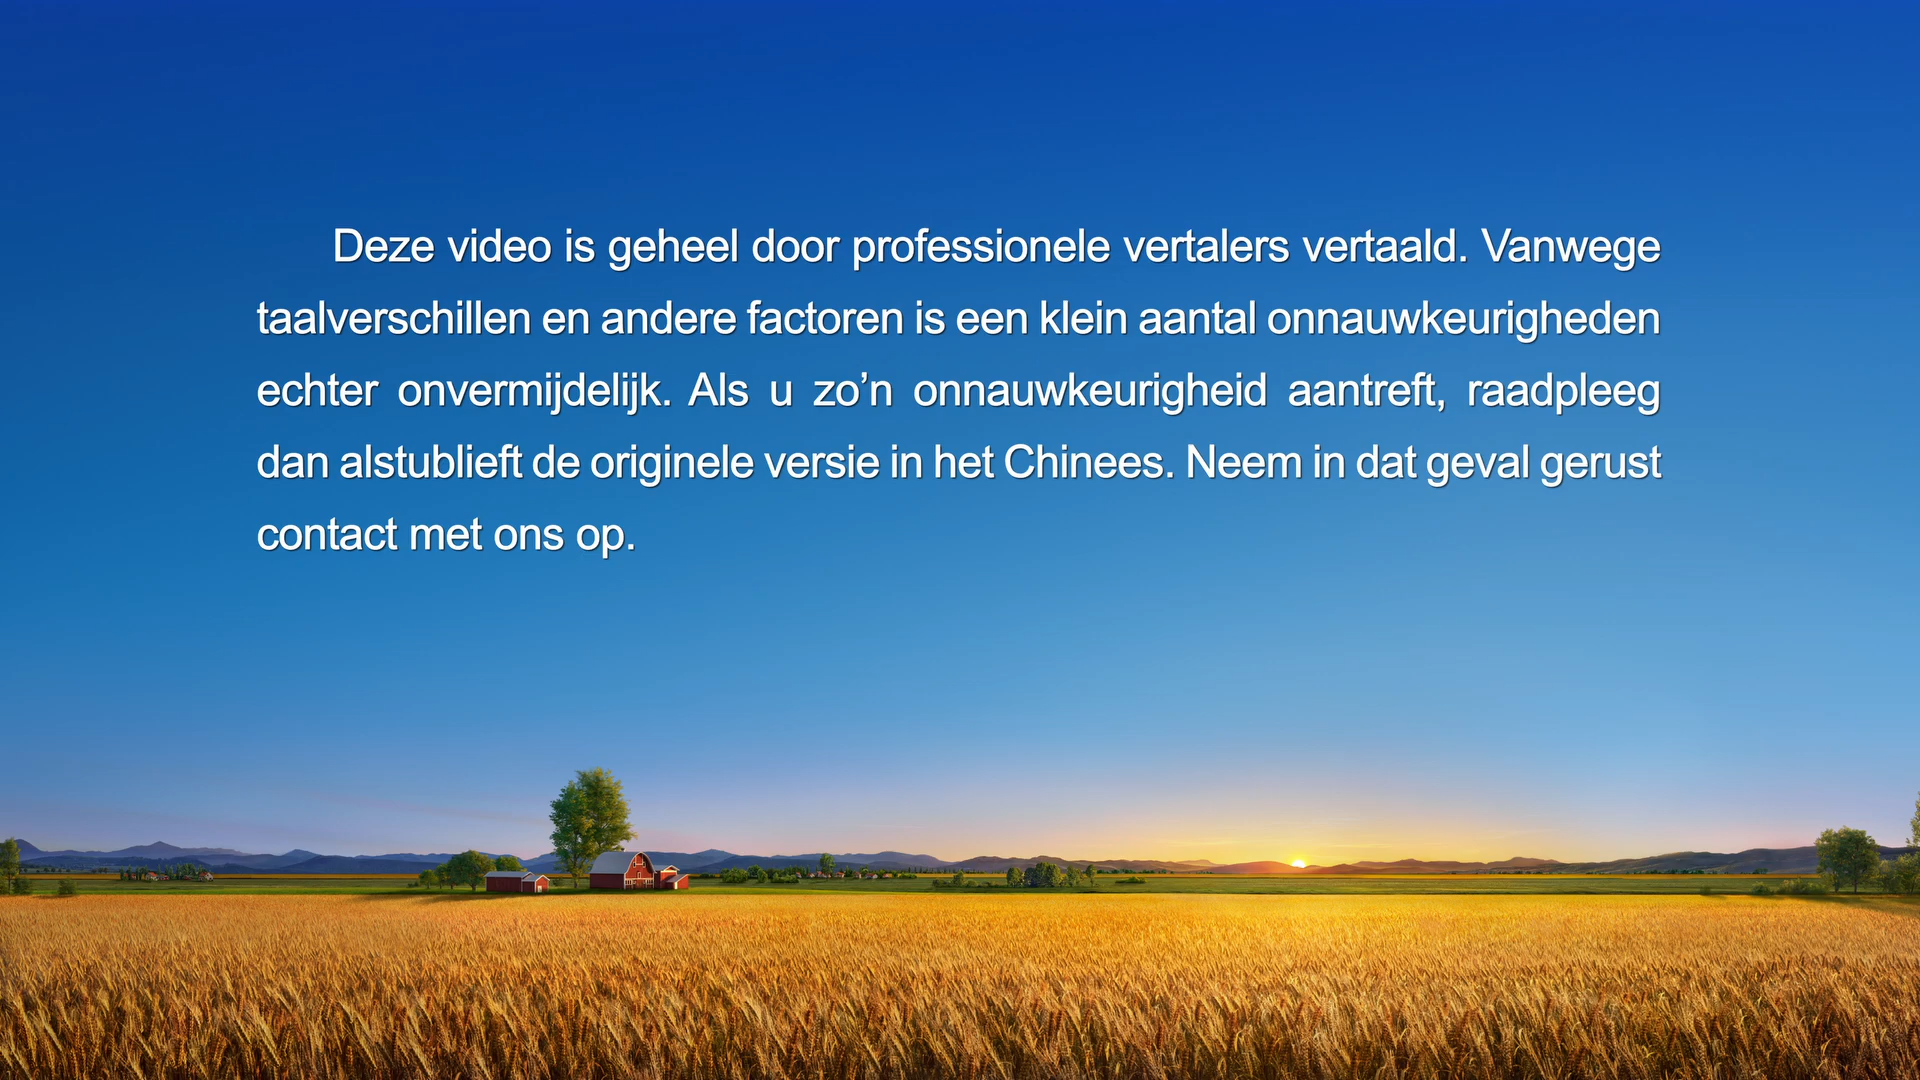 Deze video is geheel door professionele vertalers vertaald. Vanwege
taalverschillen en andere factoren is een klein aantal onnauwkeurigheden
echter onvermijdelijk. Als u zo’n onnauwkeurigheid aantreft, raadpleeg
dan alstublieft de originele versie in het Chinees. Neem in dat geval gerust
contact met ons op.